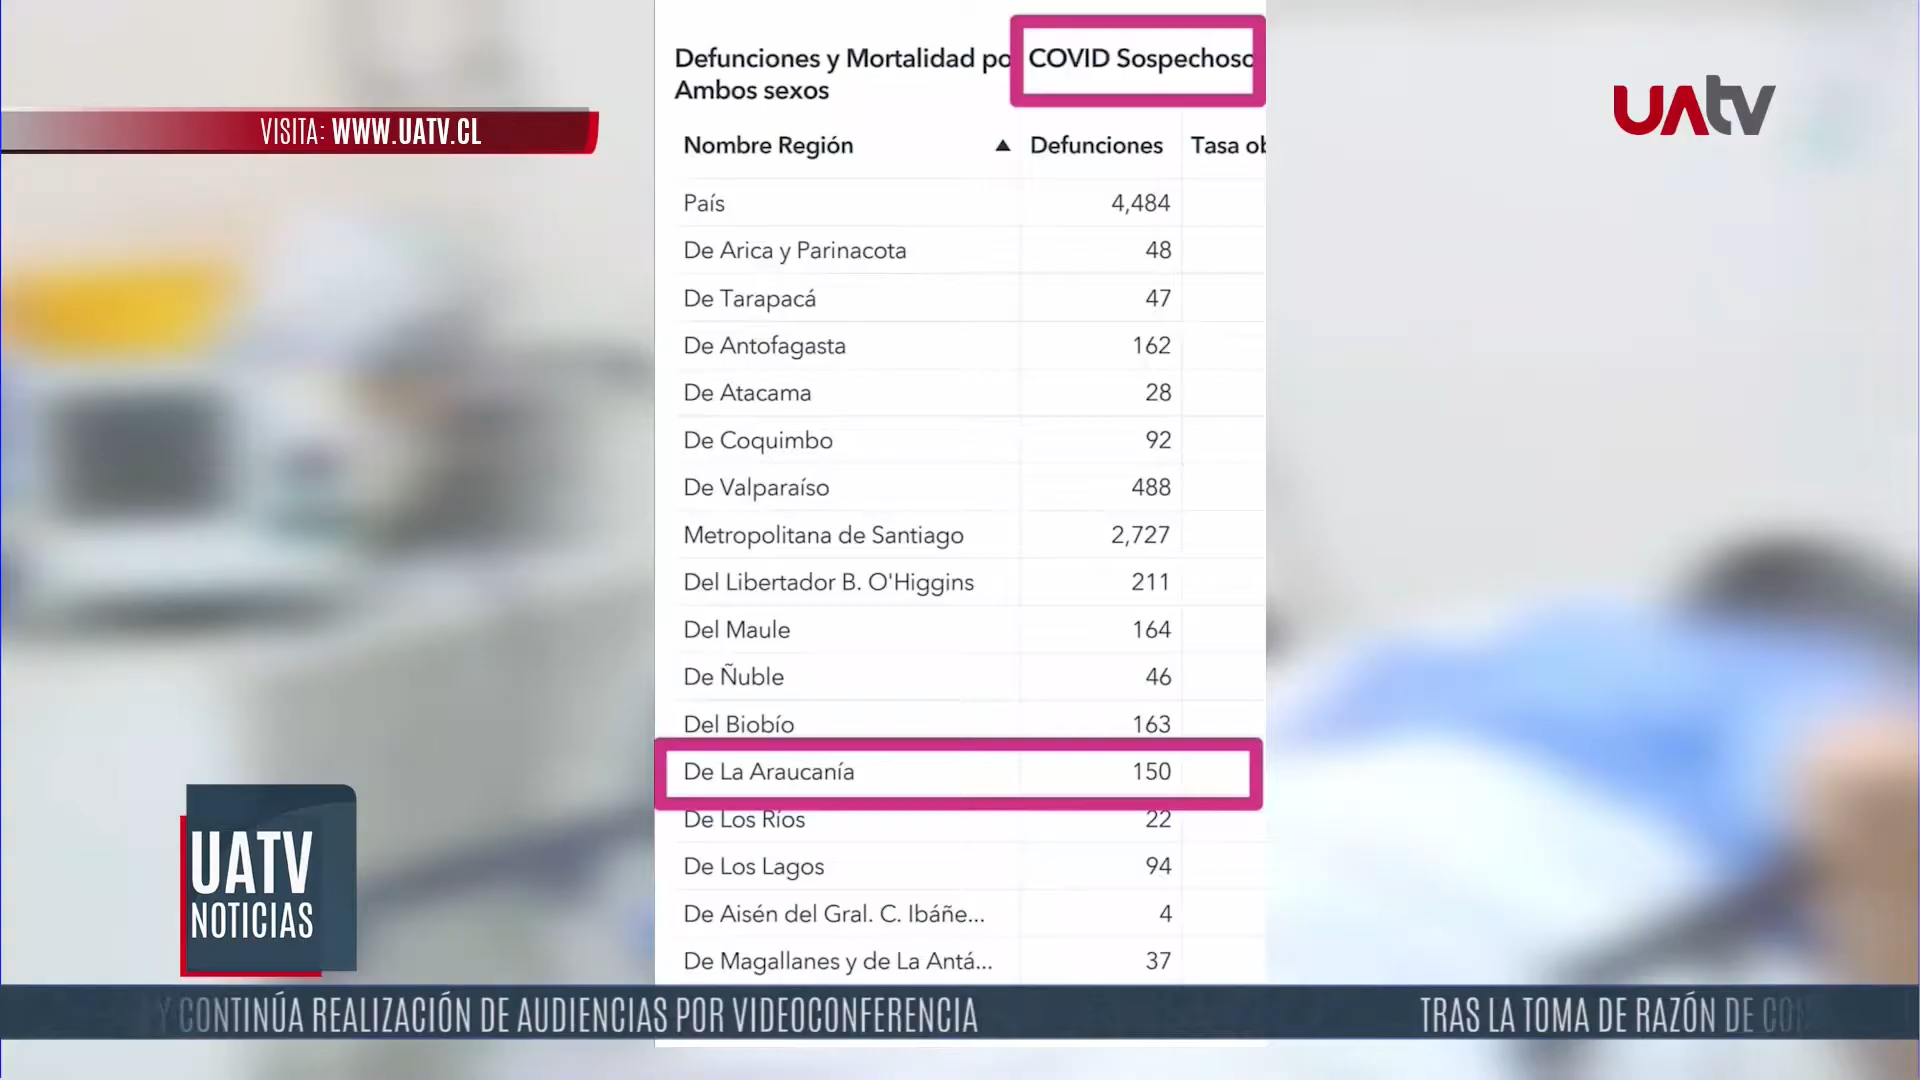 Defunciones y Mortalidad po COVID Sospechoso
Ambos sexos
VISITA: WWW.UATV.CL
UATV
Nombre Región ▲ Defunciones Tasa ob
País 4,484
De Arica y Parinacota 48
De Tarapacá 47
De Antofagasta 162
De Atacama 28
De Coquimbo 92
De Valparaíso 488
Metropolitana de Santiago 2,727
Del Libertador B. O'Higgins 211
Del Maule 164
De Ñuble 46
Del Biobío 163
De La Araucanía 150
De Los Ríos 22
De Los Lagos 94
De Aisén del Gral. C. Ibáñe... 4
De Magallanes y de La Antá... 37
UATV
NOTICIAS
Y CONTINÚA REALIZACIÓN DE AUDIENCIAS POR VIDEOCONFERENCIA
TRAS LA TOMA DE RAZÓN DE